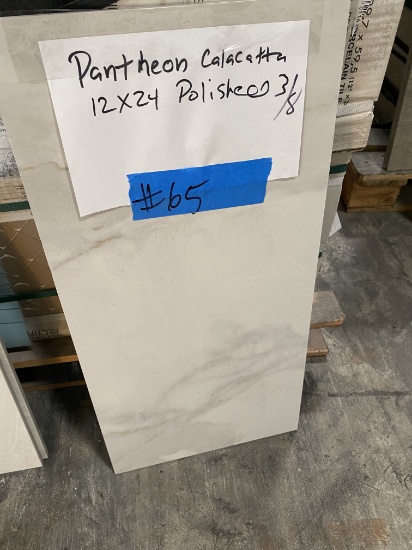 Pantheon Calacatta
12x24 Polished 3/8
#65